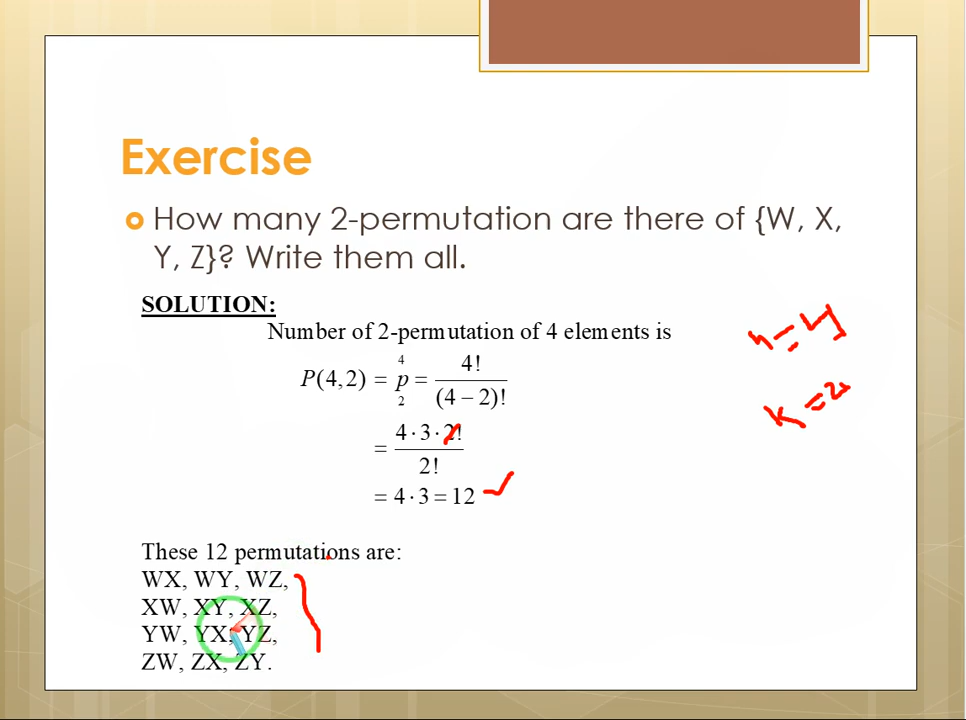 Exercise
How many 2-permutation are there of {W, X,
Y, Z}? Write them all.
SOLUTION:
Number of 2-permutation of 4 elements is
P(4,2) = 4 p 2 = 4! / (4 − 2)!
= 4 · 3 · 2! / 2!
= 4 · 3 = 12
n = 4
K = 2
These 12 permutations are:
WX, WY, WZ,
XW, XY, XZ,
YW, YX, YZ,
ZW, ZX, ZY.